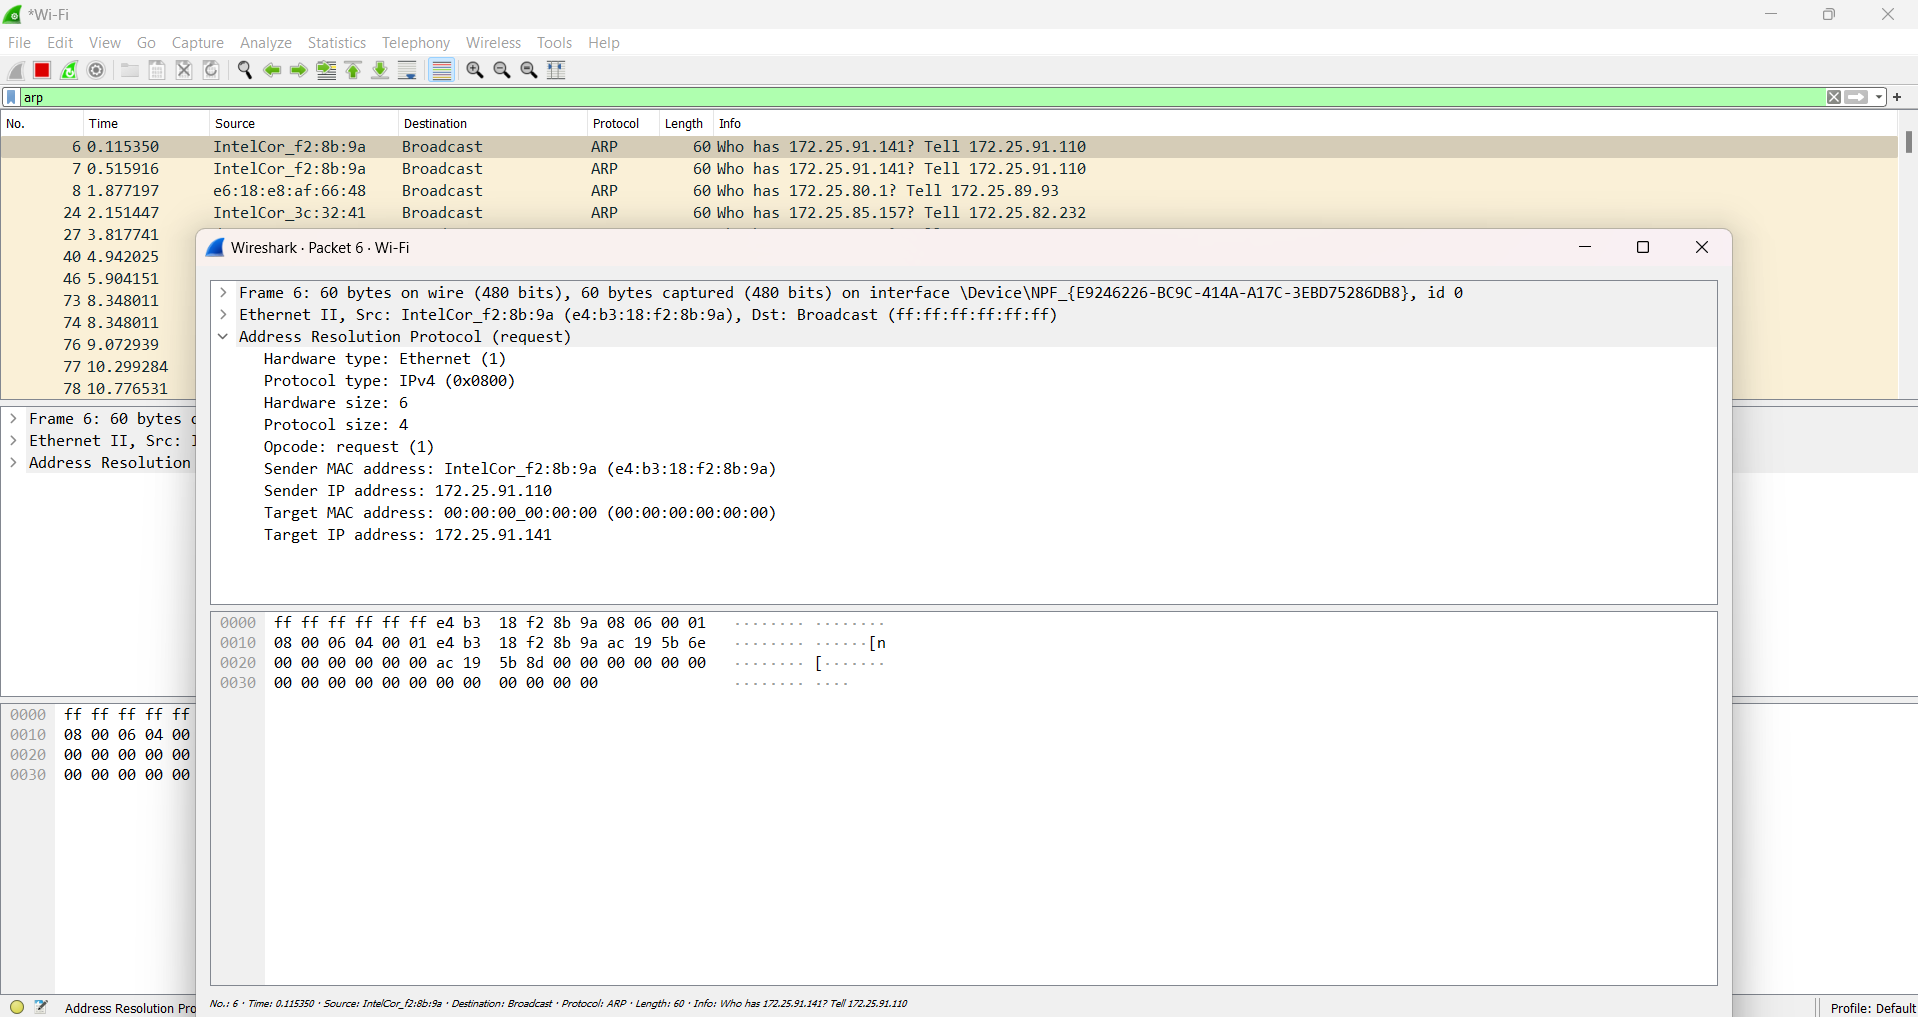 *Wi-Fi
File Edit View Go Capture Analyze Statistics Telephony Wireless Tools Help
arp
No. Time Source Destination Protocol Length Info
6 0.115350 IntelCor_f2:8b:9a Broadcast ARP 60 Who has 172.25.91.141? Tell 172.25.91.110
7 0.515916 IntelCor_f2:8b:9a Broadcast ARP 60 Who has 172.25.91.141? Tell 172.25.91.110
8 1.877197 e6:18:e8:af:66:48 Broadcast ARP 60 Who has 172.25.80.1? Tell 172.25.89.93
24 2.151447 IntelCor_3c:32:41 Broadcast ARP 60 Who has 172.25.85.157? Tell 172.25.82.232
27 3.817741
40 4.942025
46 5.904151
73 8.348011
74 8.348011
76 9.072939
77 10.299284
78 10.776531
Frame 6: 60 bytes
Ethernet II, Src:
Address Resolution
0000 ff ff ff ff ff
0010 08 00 06 04 00
0020 00 00 00 00 00
0030 00 00 00 00 00
Wireshark · Packet 6 · Wi-Fi
Frame 6: 60 bytes on wire (480 bits), 60 bytes captured (480 bits) on interface \Device\NPF_{E9246226-BC9C-414A-A17C-3EBD75286DB8}, id 0
Ethernet II, Src: IntelCor_f2:8b:9a (e4:b3:18:f2:8b:9a), Dst: Broadcast (ff:ff:ff:ff:ff:ff)
Address Resolution Protocol (request)
Hardware type: Ethernet (1)
Protocol type: IPv4 (0x0800)
Hardware size: 6
Protocol size: 4
Opcode: request (1)
Sender MAC address: IntelCor_f2:8b:9a (e4:b3:18:f2:8b:9a)
Sender IP address: 172.25.91.110
Target MAC address: 00:00:00_00:00:00 (00:00:00:00:00:00)
Target IP address: 172.25.91.141
0000 ff ff ff ff ff ff e4 b3 18 f2 8b 9a 08 06 00 01 ········ ········
0010 08 00 06 04 00 01 e4 b3 18 f2 8b 9a ac 19 5b 6e ········ ······[n
0020 00 00 00 00 00 00 ac 19 5b 8d 00 00 00 00 00 00 ········ [·······
0030 00 00 00 00 00 00 00 00 00 00 00 00 ········ ····
No.: 6 · Time: 0.115350 · Source: IntelCor_f2:8b:9a · Destination: Broadcast · Protocol: ARP · Length: 60 · Info: Who has 172.25.91.141? Tell 172.25.91.110
Address Resolution Pro
Profile: Default